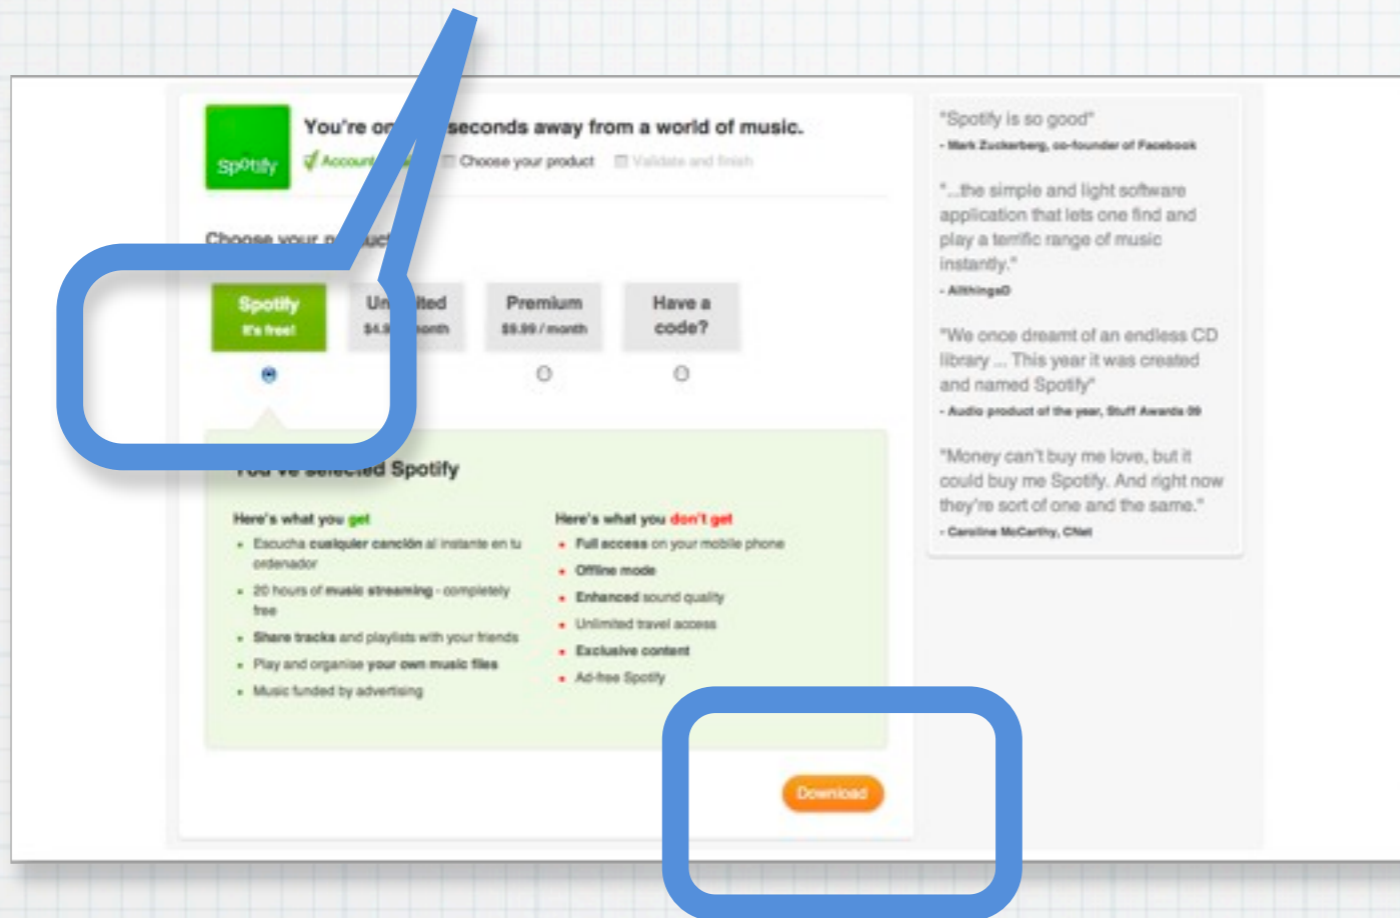 Spotify
You're on seconds away from a world of music.
Account Choose your product Validate and finish
Choose your
Spotify
It's free!
Premium
$9.99 / month
Have a
code?
You've selected Spotify
Here's what you get
Escucha cualquier canción al instante en tu
ordenador
20 hours of music streaming - completely
free
Share tracks and playlists with your friends
Play and organise your own music files
Music funded by advertising
Here's what you don't get
Full access on your mobile phone
Offline mode
Enhanced sound quality
Unlimited travel access
Exclusive content
Ad-free Spotify
Download
"Spotify is so good"
- Mark Zuckerberg, co-founder of Facebook
"...the simple and light software
application that lets one find and
play a terrific range of music
instantly."
- AllthingsD
"We once dreamt of an endless CD
library ... This year it was created
and named Spotify"
- Audio product of the year, Stuff Awards 09
"Money can't buy me love, but it
could buy me Spotify. And right now
they're sort of one and the same."
- Caroline McCarthy, CNet